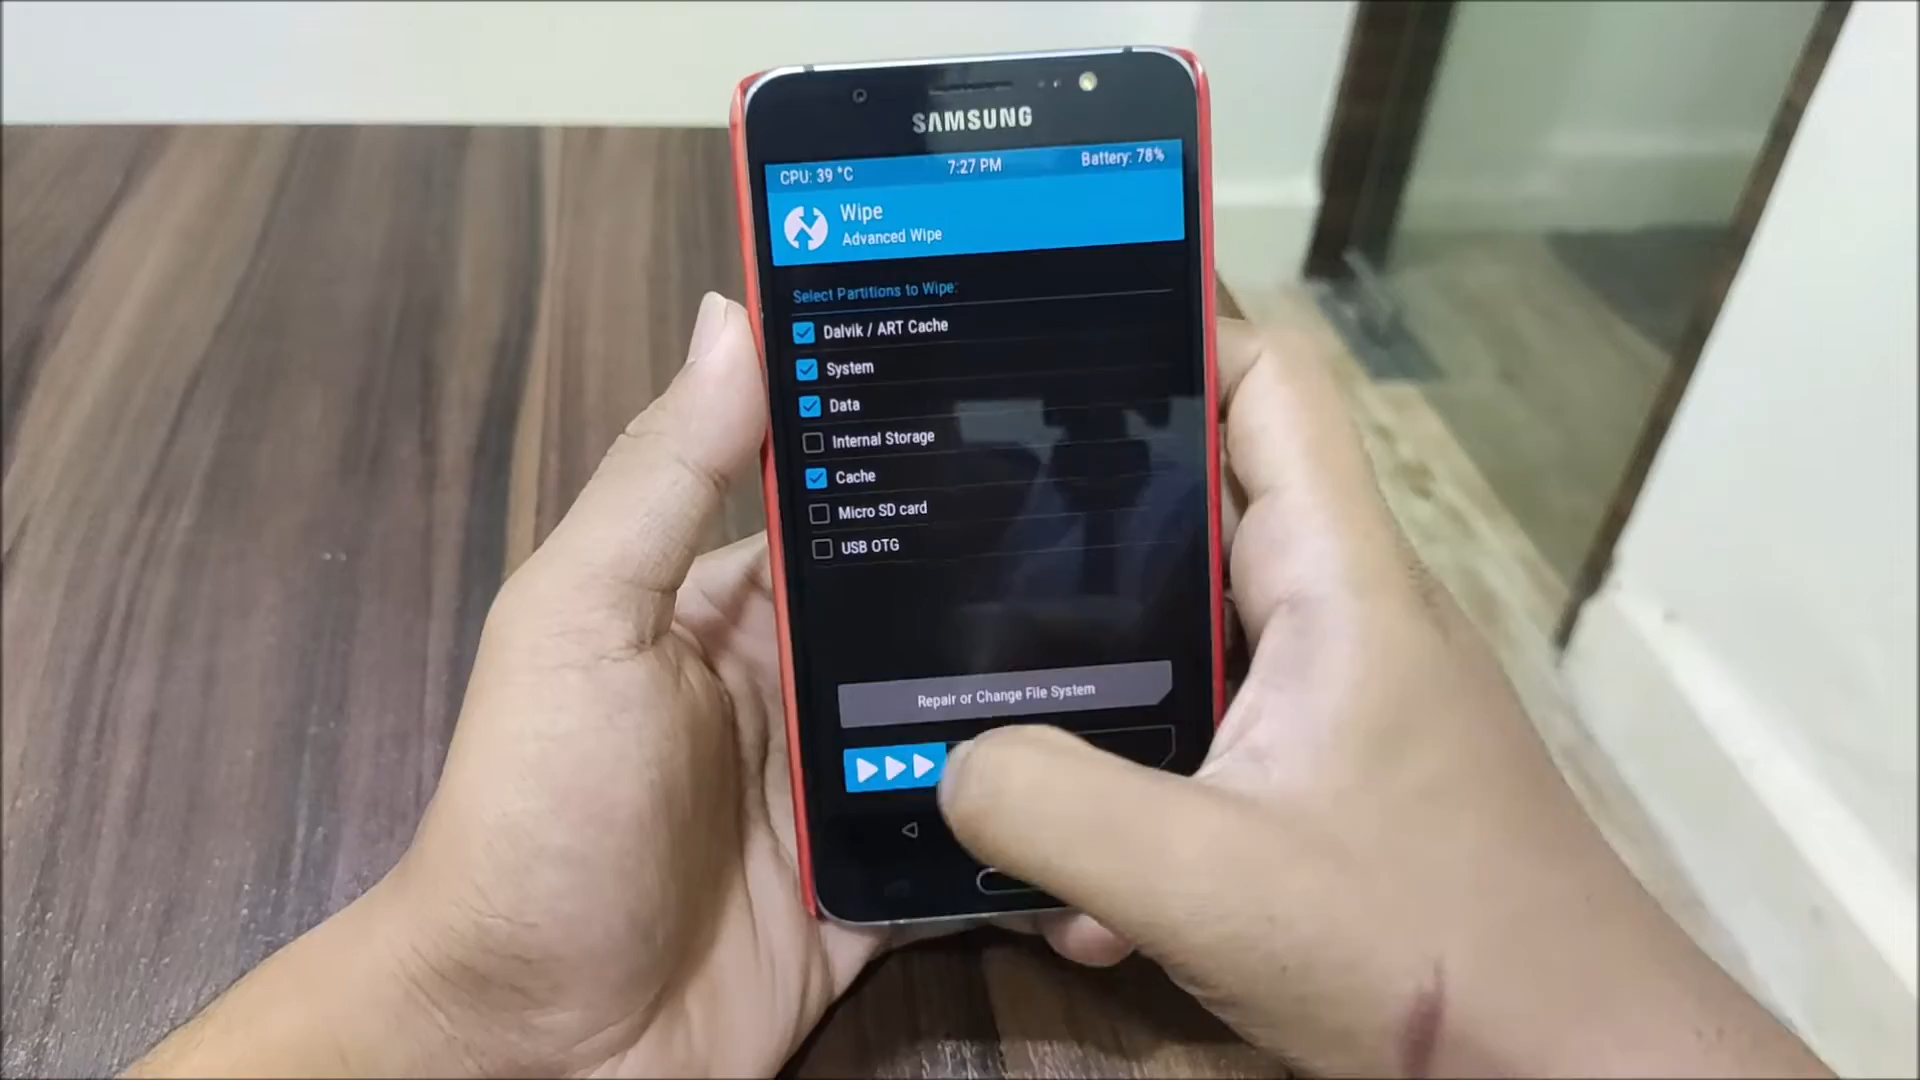 SAMSUNG
CPU: 39 °C 7:27 PM Battery: 78%
Wipe
Advanced Wipe
Select Partitions to Wipe:
Dalvik / ART Cache
System
Data
Internal Storage
Cache
Micro SD card
USB OTG
Repair or Change File System